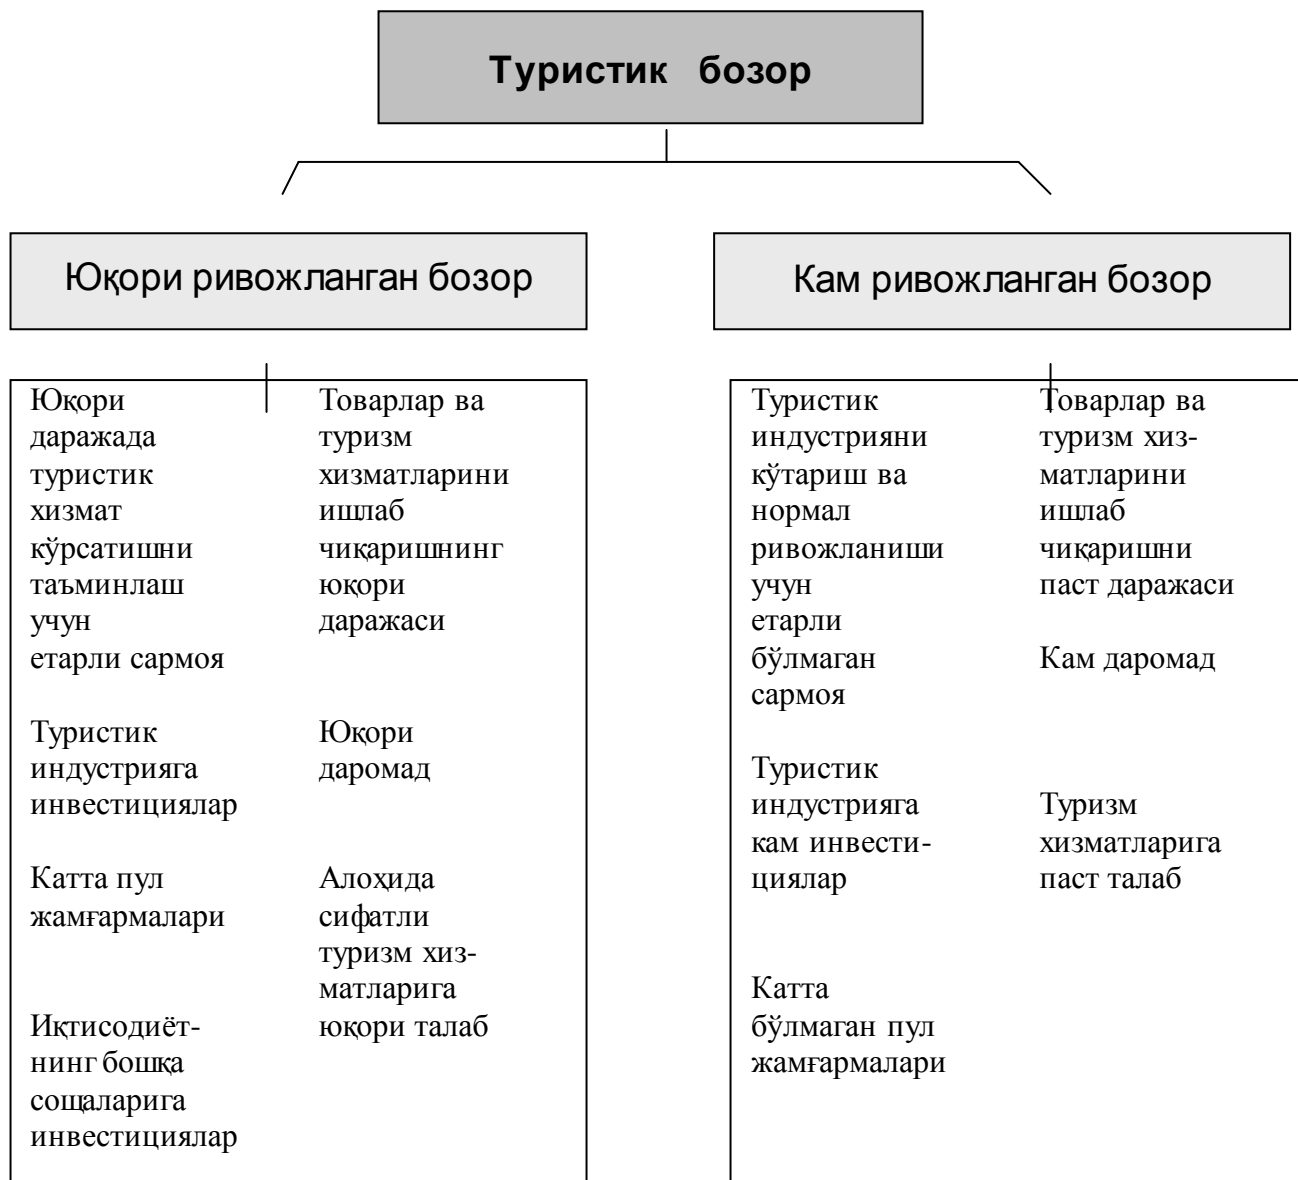 Туристик бозор
Юқори ривожланган бозор
Юқори
даражада
туристик
хизмат
кўрсатишни
таъминлаш
учун
етарли сармоя
Туристик
индустрияга
инвестициялар
Катта пул
жамғармалари
Иқтисодиёт-
нинг бошқа
сощаларига
инвестициялар
Товарлар ва
туризм
хизматларини
ишлаб
чиқаришнинг
юқори
даражаси
Юқори
даромад
Алоҳида
сифатли
туризм хиз-
матларига
юқори талаб
Кам ривожланган бозор
Туристик
индустрияни
кўтариш ва
нормал
ривожланиши
учун
етарли
бўлмаган
сармоя
Туристик
индустрияга
кам инвести-
циялар
Катта
бўлмаган пул
жамғармалари
Товарлар ва
туризм хиз-
матларини
ишлаб
чиқаришни
паст даражаси
Кам даромад
Туризм
хизматларига
паст талаб